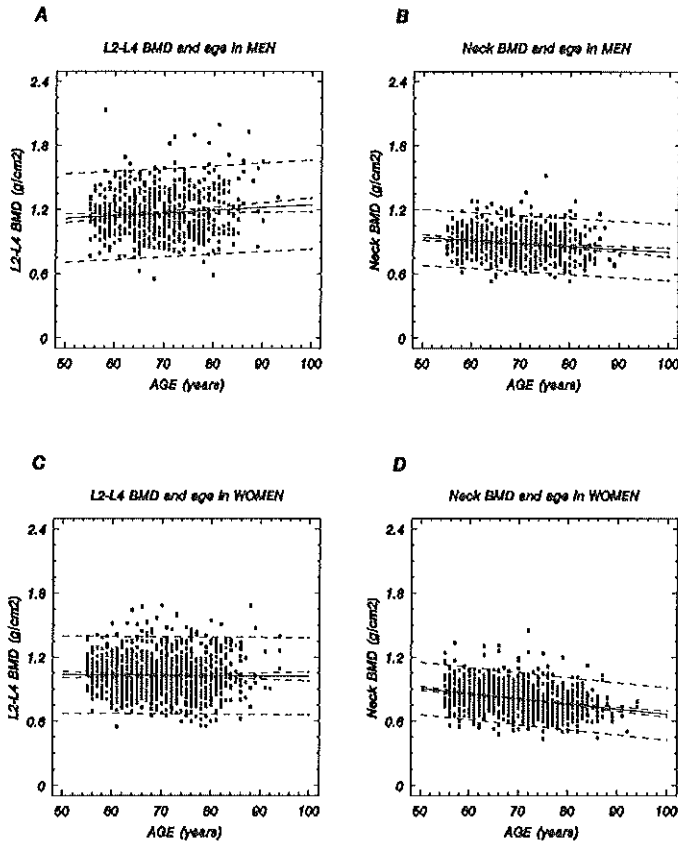 A
L2-L4 BMD and age in MEN
2.4
1.8
1.2
0.6
0
L2-L4 BMD (g/cm2)
50 60 70 80 90 100
AGE (years)
B
Neck BMD and age in MEN
2.4
1.8
1.2
0.6
0
Neck BMD (g/cm2)
50 60 70 80 90 100
AGE (years)
C
L2-L4 BMD and age in WOMEN
2.4
1.8
1.2
0.6
0
L2-L4 BMD (g/cm2)
50 60 70 80 90 100
AGE (years)
D
Neck BMD and age in WOMEN
2.4
1.8
1.2
0.6
0
Neck BMD (g/cm2)
50 60 70 80 90 100
AGE (years)